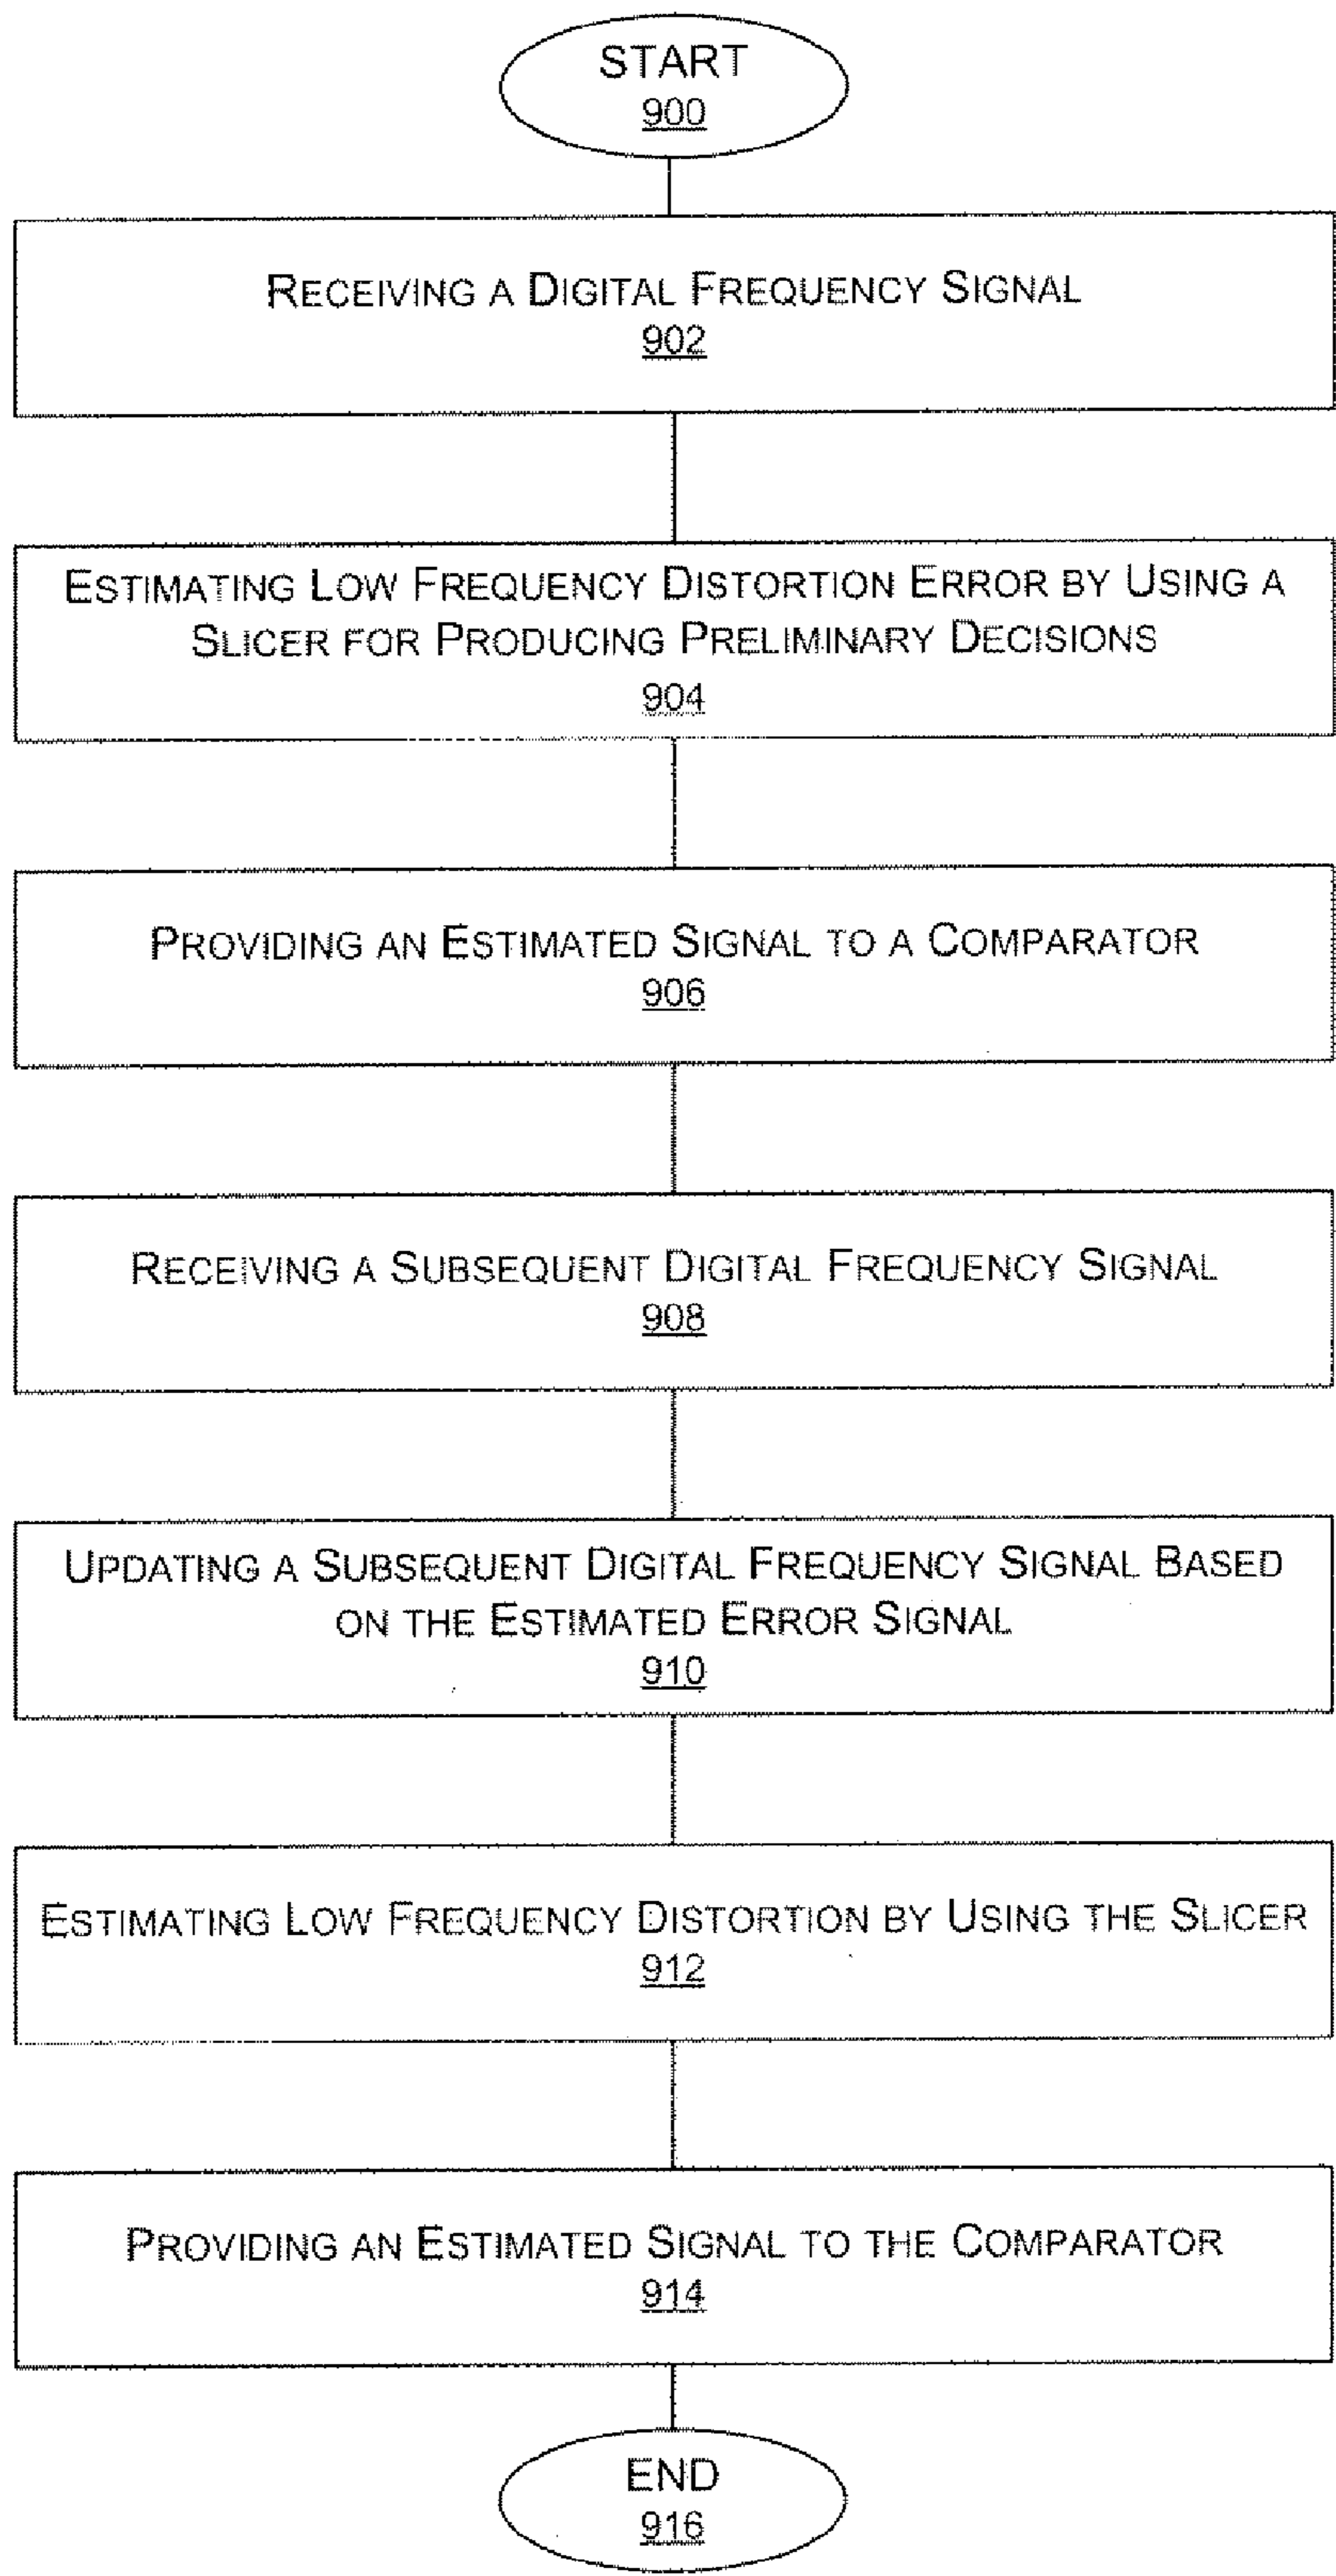 START
900
RECEIVING A DIGITAL FREQUENCY SIGNAL
902
ESTIMATING LOW FREQUENCY DISTORTION ERROR BY USING A
SLICER FOR PRODUCING PRELIMINARY DECISIONS
904
PROVIDING AN ESTIMATED SIGNAL TO A COMPARATOR
906
RECEIVING A SUBSEQUENT DIGITAL FREQUENCY SIGNAL
908
UPDATING A SUBSEQUENT DIGITAL FREQUENCY SIGNAL BASED
ON THE ESTIMATED ERROR SIGNAL
910
ESTIMATING LOW FREQUENCY DISTORTION BY USING THE SLICER
912
PROVIDING AN ESTIMATED SIGNAL TO THE COMPARATOR
914
END
916